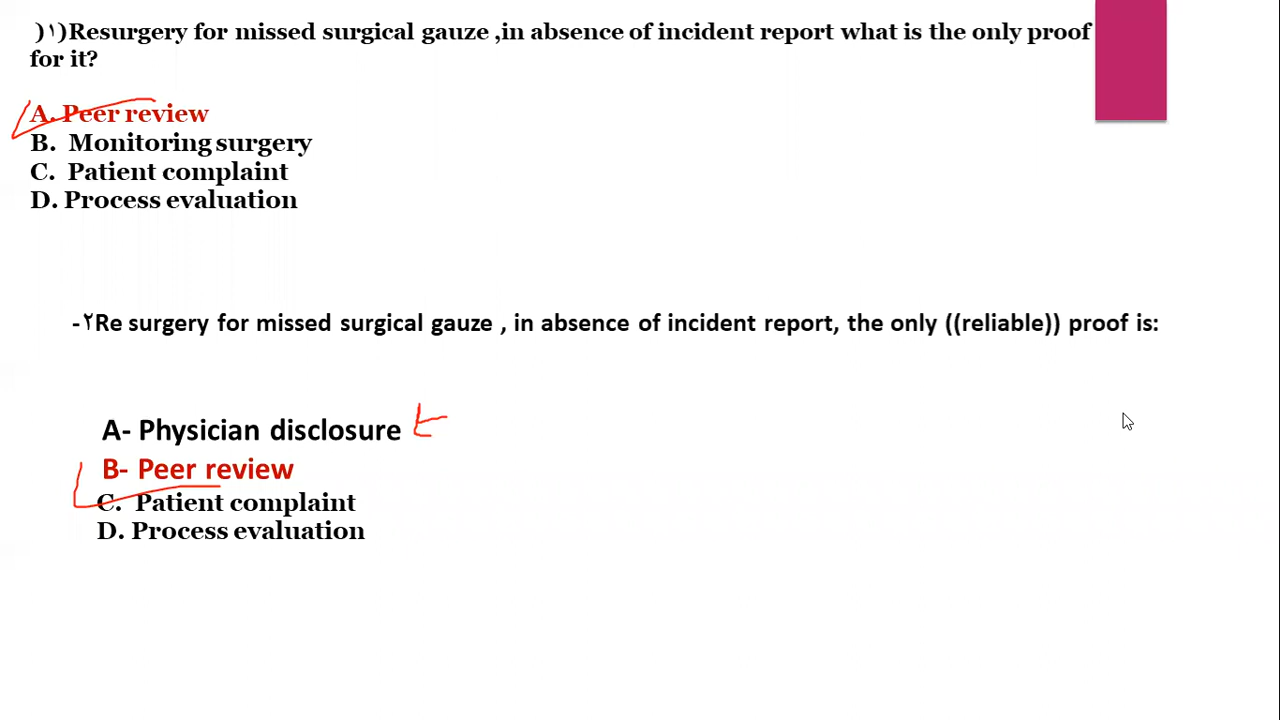 )١)Resurgery for missed surgical gauze ,in absence of incident report what is the only proof
for it?
A. Peer review
B. Monitoring surgery
C. Patient complaint
D. Process evaluation
-٢Re surgery for missed surgical gauze , in absence of incident report, the only ((reliable)) proof is:
A- Physician disclosure
B- Peer review
C. Patient complaint
D. Process evaluation